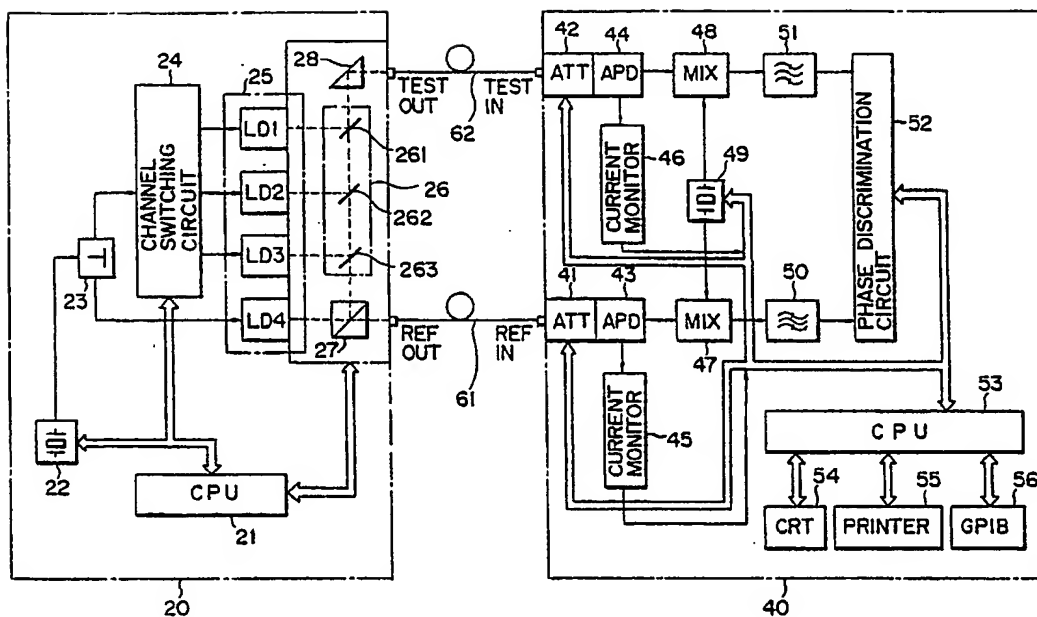 24
CHANNEL SWITCHING CIRCUIT
23
22
25
LD1
LD2
LD3
LD4
28
261
26
262
263
27
CPU
21
20
TEST OUT
TEST IN
62
REF OUT
REF IN
61
42
44
48
51
ATT
APD
MIX
52
46
CURRENT MONITOR
49
PHASE DISCRIMINATION CIRCUIT
41
43
50
ATT
APD
MIX
47
CURRENT MONITOR
45
53
CPU
54
55
56
CRT
PRINTER
GPIB
40